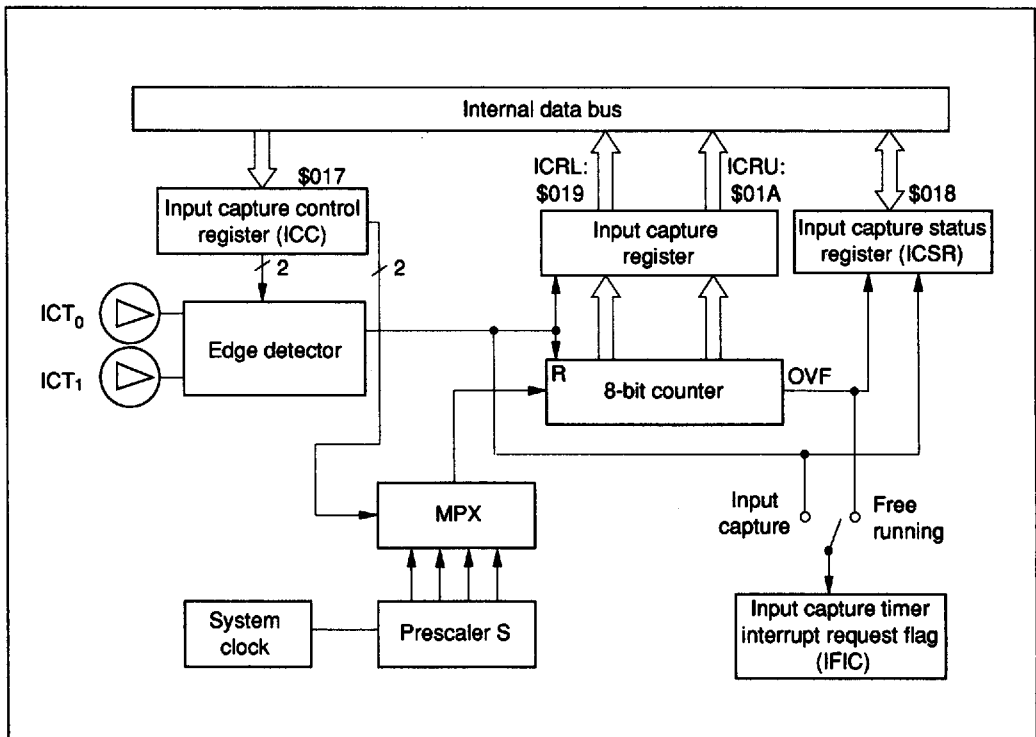 Internal data bus
ICRL:
$019
ICRU:
$01A
$017
$018
Input capture control
register (ICC)
Input capture
register
Input capture status
register (ICSR)
2
2
ICT0
ICT1
Edge detector
R
8-bit counter
OVF
MPX
Input
capture
Free
running
System
clock
Prescaler S
Input capture timer
interrupt request flag
(IFIC)